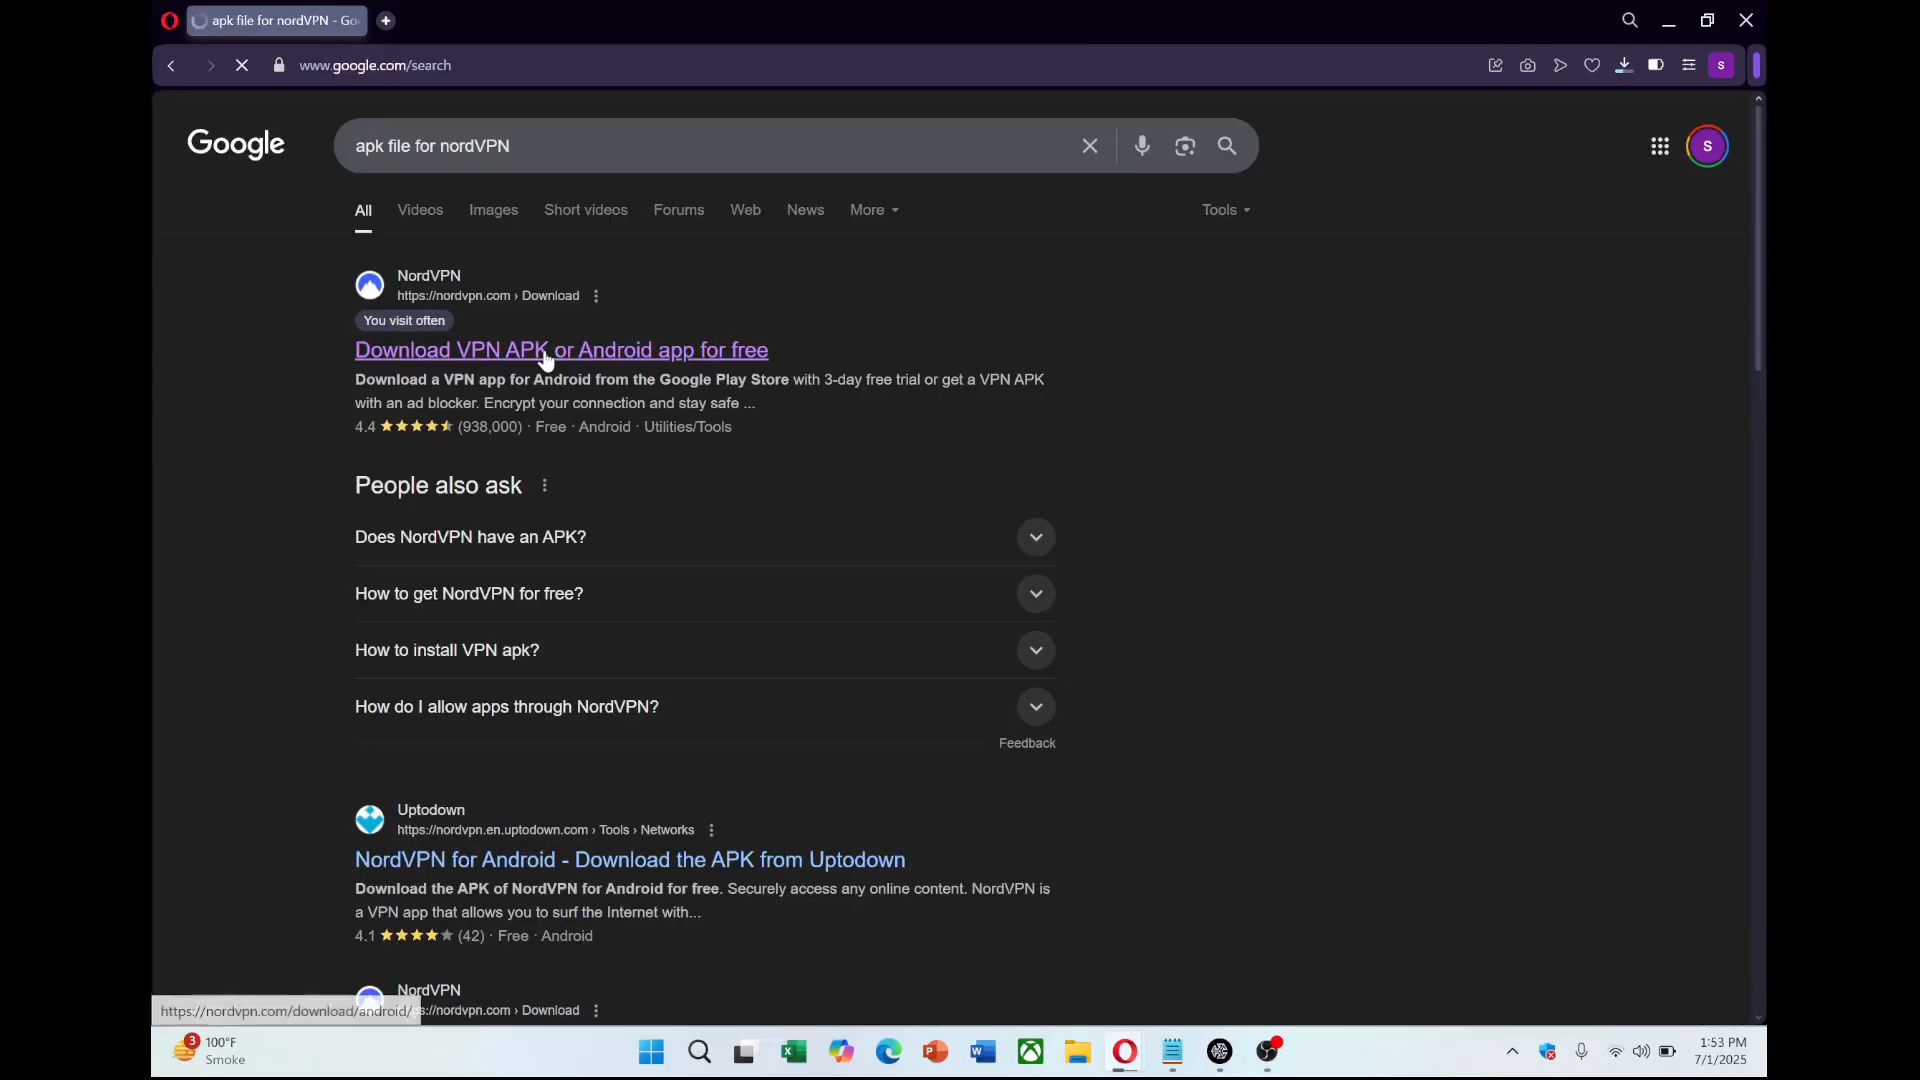 apk file for nordVPN - Go
www.google.com/search
S
Google
apk file for nordVPN
S
All
Videos
Images
Short videos
Forums
Web
News
More
Tools
NordVPN
https://nordvpn.com › Download
You visit often
Download VPN APK or Android app for free
Download a VPN app for Android from the Google Play Store with 3-day free trial or get a VPN APK
with an ad blocker. Encrypt your connection and stay safe ...
4.4 (938,000) · Free · Android · Utilities/Tools
People also ask
Does NordVPN have an APK?
How to get NordVPN for free?
How to install VPN apk?
How do I allow apps through NordVPN?
Feedback
Uptodown
https://nordvpn.en.uptodown.com › Tools › Networks
NordVPN for Android - Download the APK from Uptodown
Download the APK of NordVPN for Android for free. Securely access any online content. NordVPN is
a VPN app that allows you to surf the Internet with...
4.1 (42) · Free · Android
NordVPN
https://nordvpn.com/download/android/
ps://nordvpn.com › Download
3
100°F
Smoke
1:53 PM
7/1/2025